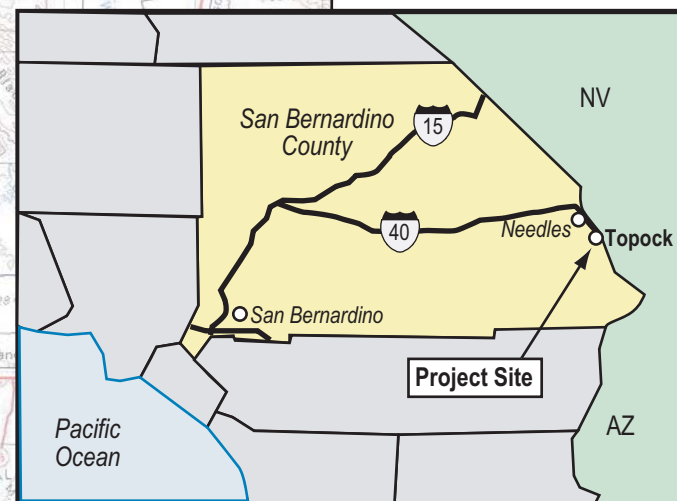 NV
San Bernardino
County
15
40
Needles
Topock
San Bernardino
Project Site
Pacific
Ocean
AZ